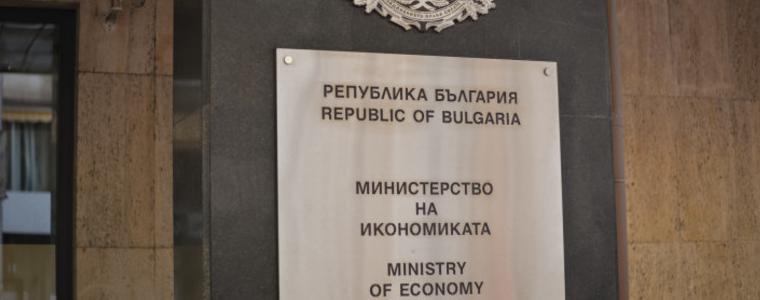 РЕПУБЛИКА БЪЛГАРИЯ
REPUBLIC OF BULGARIA
МИНИСТЕРСТВО
НА
ИКОНОМИКАТА
MINISTRY
OF ECONOMY